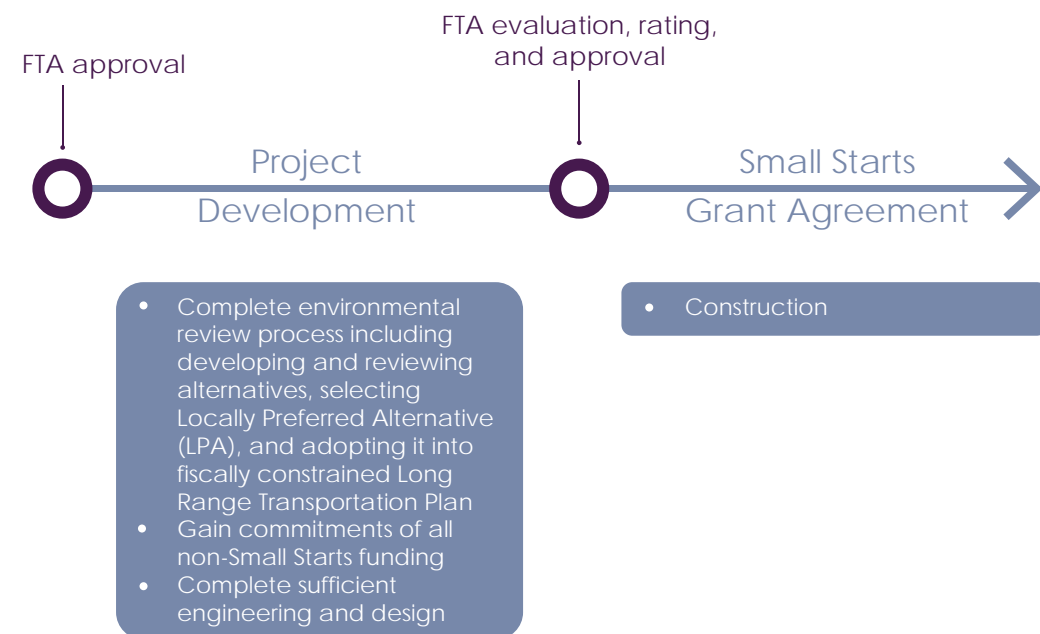 FTA approval
FTA evaluation, rating,
and approval
Project
Development
Small Starts
Grant Agreement
• Complete environmental
review process including
developing and reviewing
alternatives, selecting
Locally Preferred Alternative
(LPA), and adopting it into
fiscally constrained Long
Range Transportation Plan
• Gain commitments of all
non-Small Starts funding
• Complete sufficient
engineering and design
• Construction